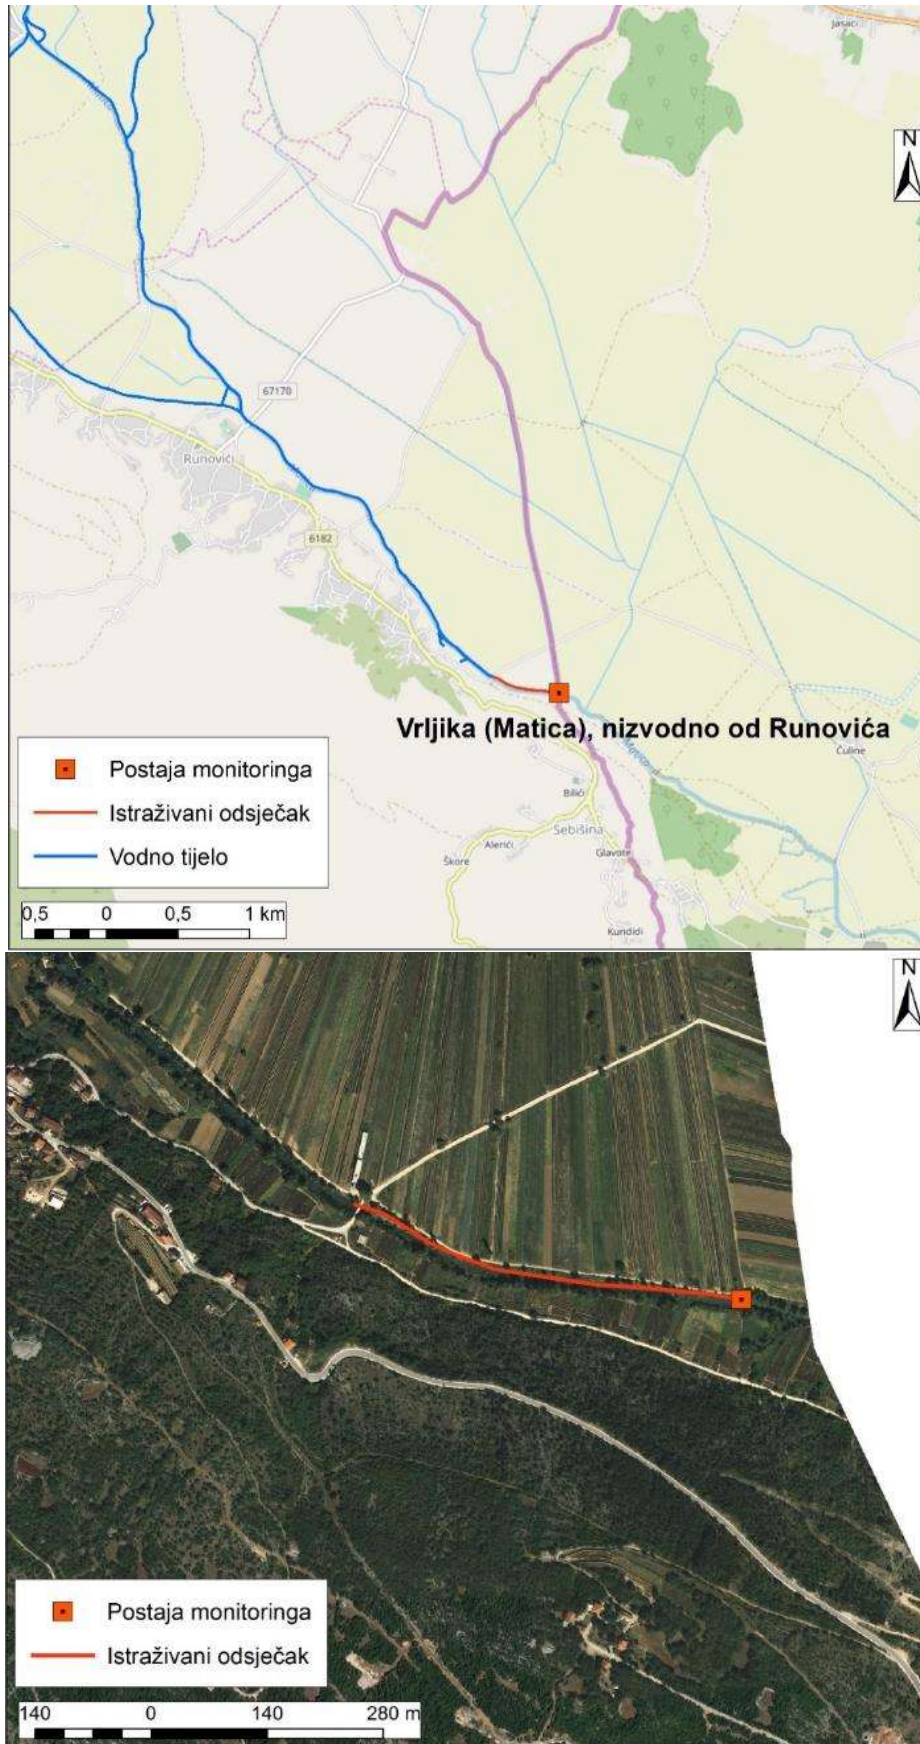 Jasaci
N
67170
Runovići
6182
Vrljika (Matica), nizvodno od Runovića
Čuline
Bilići
Sebišina
Alerići
Glavote
Škore
Kundidi
Postaja monitoringa
Istraživani odsječak
Vodno tijelo
0,5 0 0,5 1 km
N
Postaja monitoringa
Istraživani odsječak
140 0 140 280 m